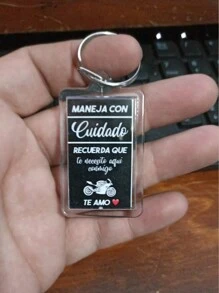 MANEJA CON
Cuidado
RECUERDA QUE
te necesito aquí
conmigo
TE AMO ❤